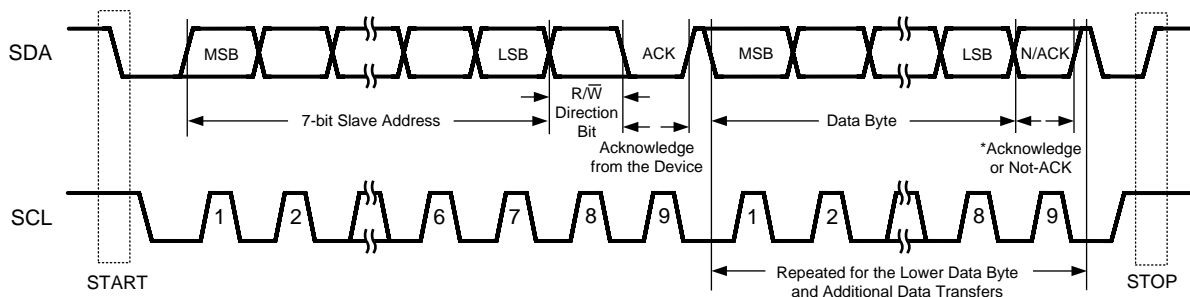 SDA
MSB
LSB
ACK
MSB
LSB
N/ACK
R/W̅
Direction
Bit
7-bit Slave Address
Data Byte
Acknowledge
from the Device
*Acknowledge
or Not-ACK
SCL
1
2
6
7
8
9
1
2
8
9
START
Repeated for the Lower Data Byte
and Additional Data Transfers
STOP